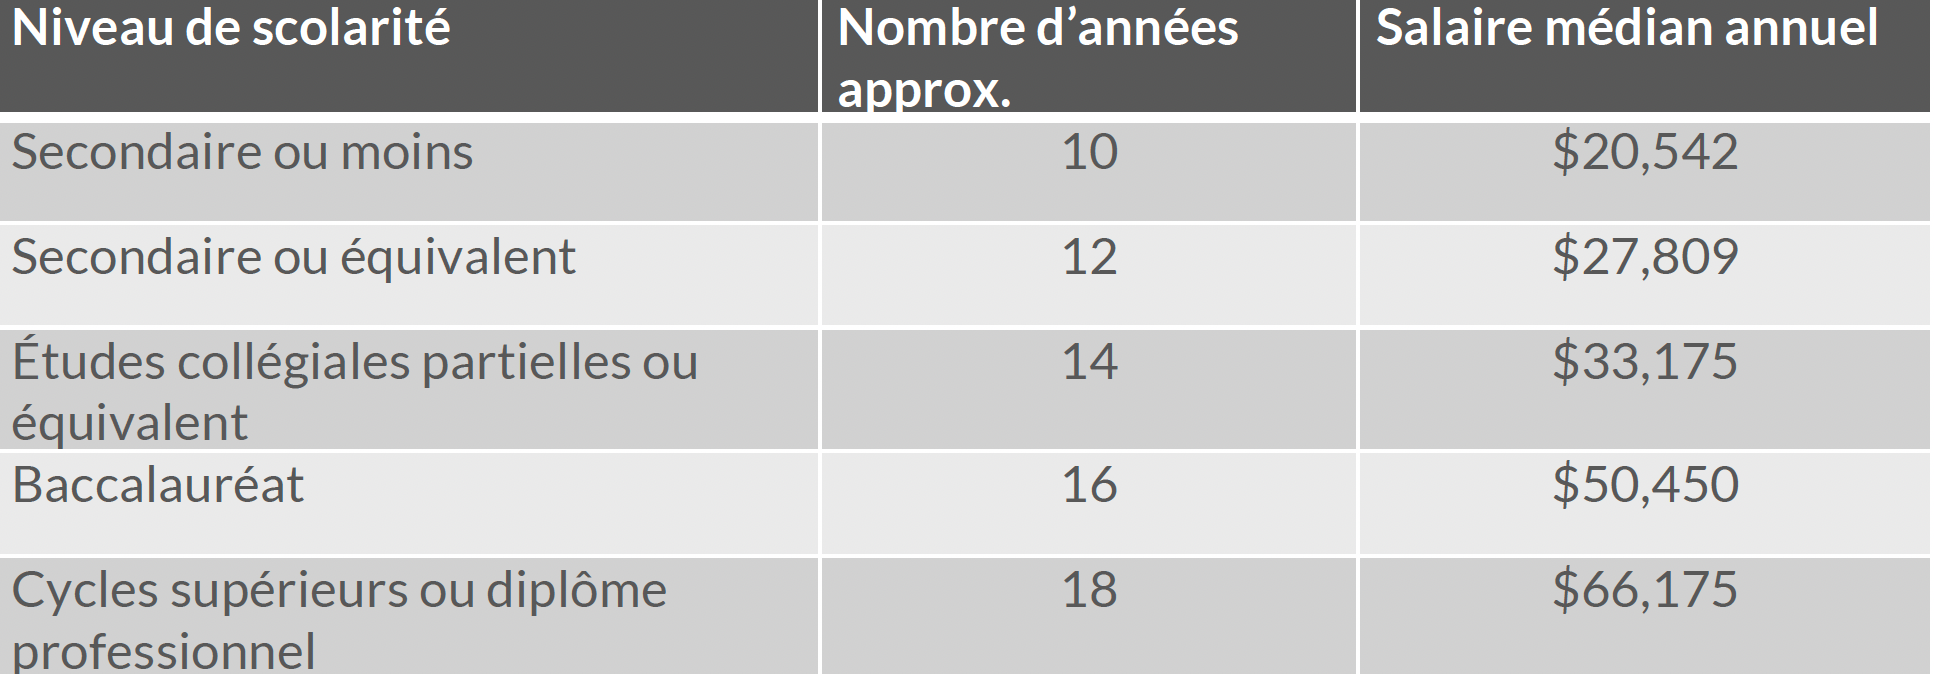 Niveau de scolarité
Nombre d’années
approx.
Salaire médian annuel
Secondaire ou moins
10
$20,542
Secondaire ou équivalent
12
$27,809
Études collégiales partielles ou
équivalent
14
$33,175
Baccalauréat
16
$50,450
Cycles supérieurs ou diplôme
professionnel
18
$66,175